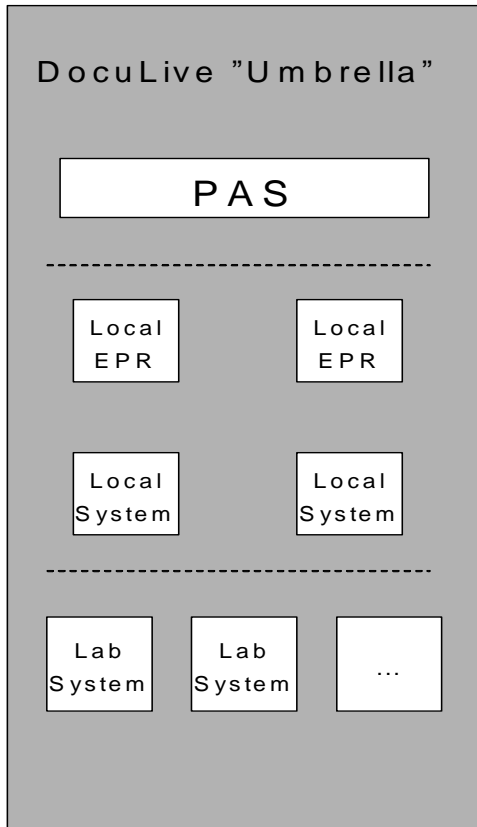 DocuLive ”Umbrella”
PAS
Local
EPR
Local
EPR
Local
System
Local
System
Lab
System
Lab
System
...